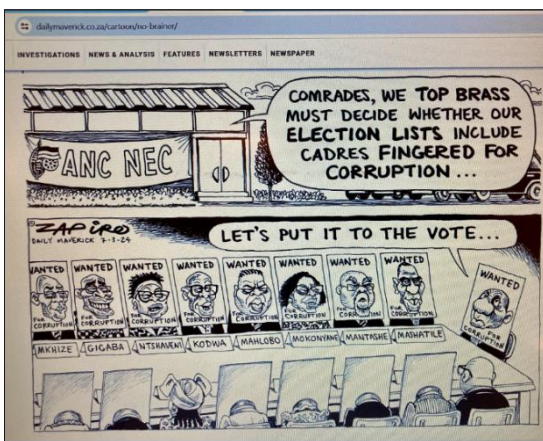 dailymaverick.co.za/cartoon/no-brainer/
INVESTIGATIONS NEWS & ANALYSIS FEATURES NEWSLETTERS NEWSPAPER
COMRADES, WE TOP BRASS
MUST DECIDE WHETHER OUR
ELECTION LISTS INCLUDE
CADRES FINGERED FOR
CORRUPTION ...
ANC NEC
© ZAPIRO
DAILY MAVERICK 7-3-24
LET'S PUT IT TO THE VOTE...
WANTED WANTED WANTED WANTED WANTED WANTED WANTED WANTED WANTED
FOR CORRUPTION FOR CORRUPTION FOR CORRUPTION FOR CORRUPTION FOR CORRUPTION FOR CORRUPTION FOR CORRUPTION FOR CORRUPTION FOR CORRUPTION
MKHIZE GIGABA NTSHAVENI KODWA MAHLOBO MOKONYANE MANTASHE MASHATILE